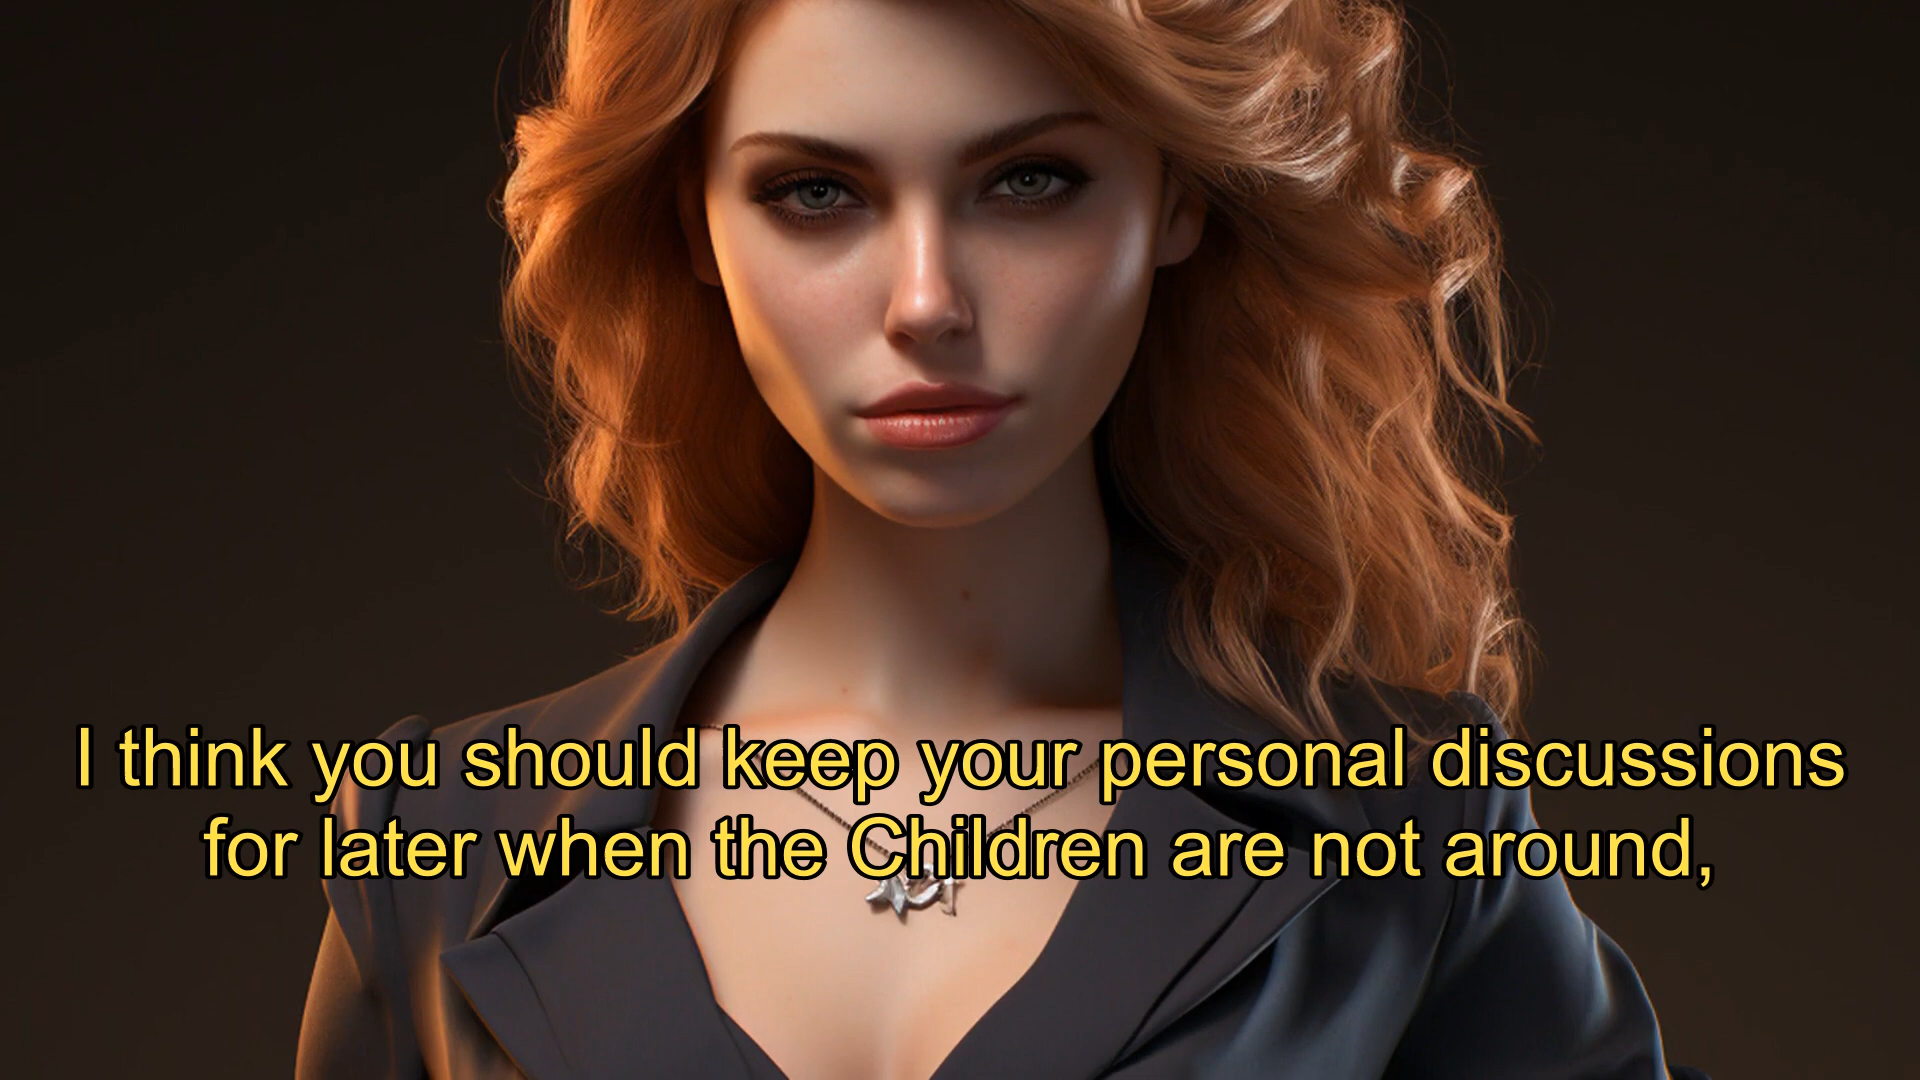 I think you should keep your personal discussions
for later when the Children are not around,